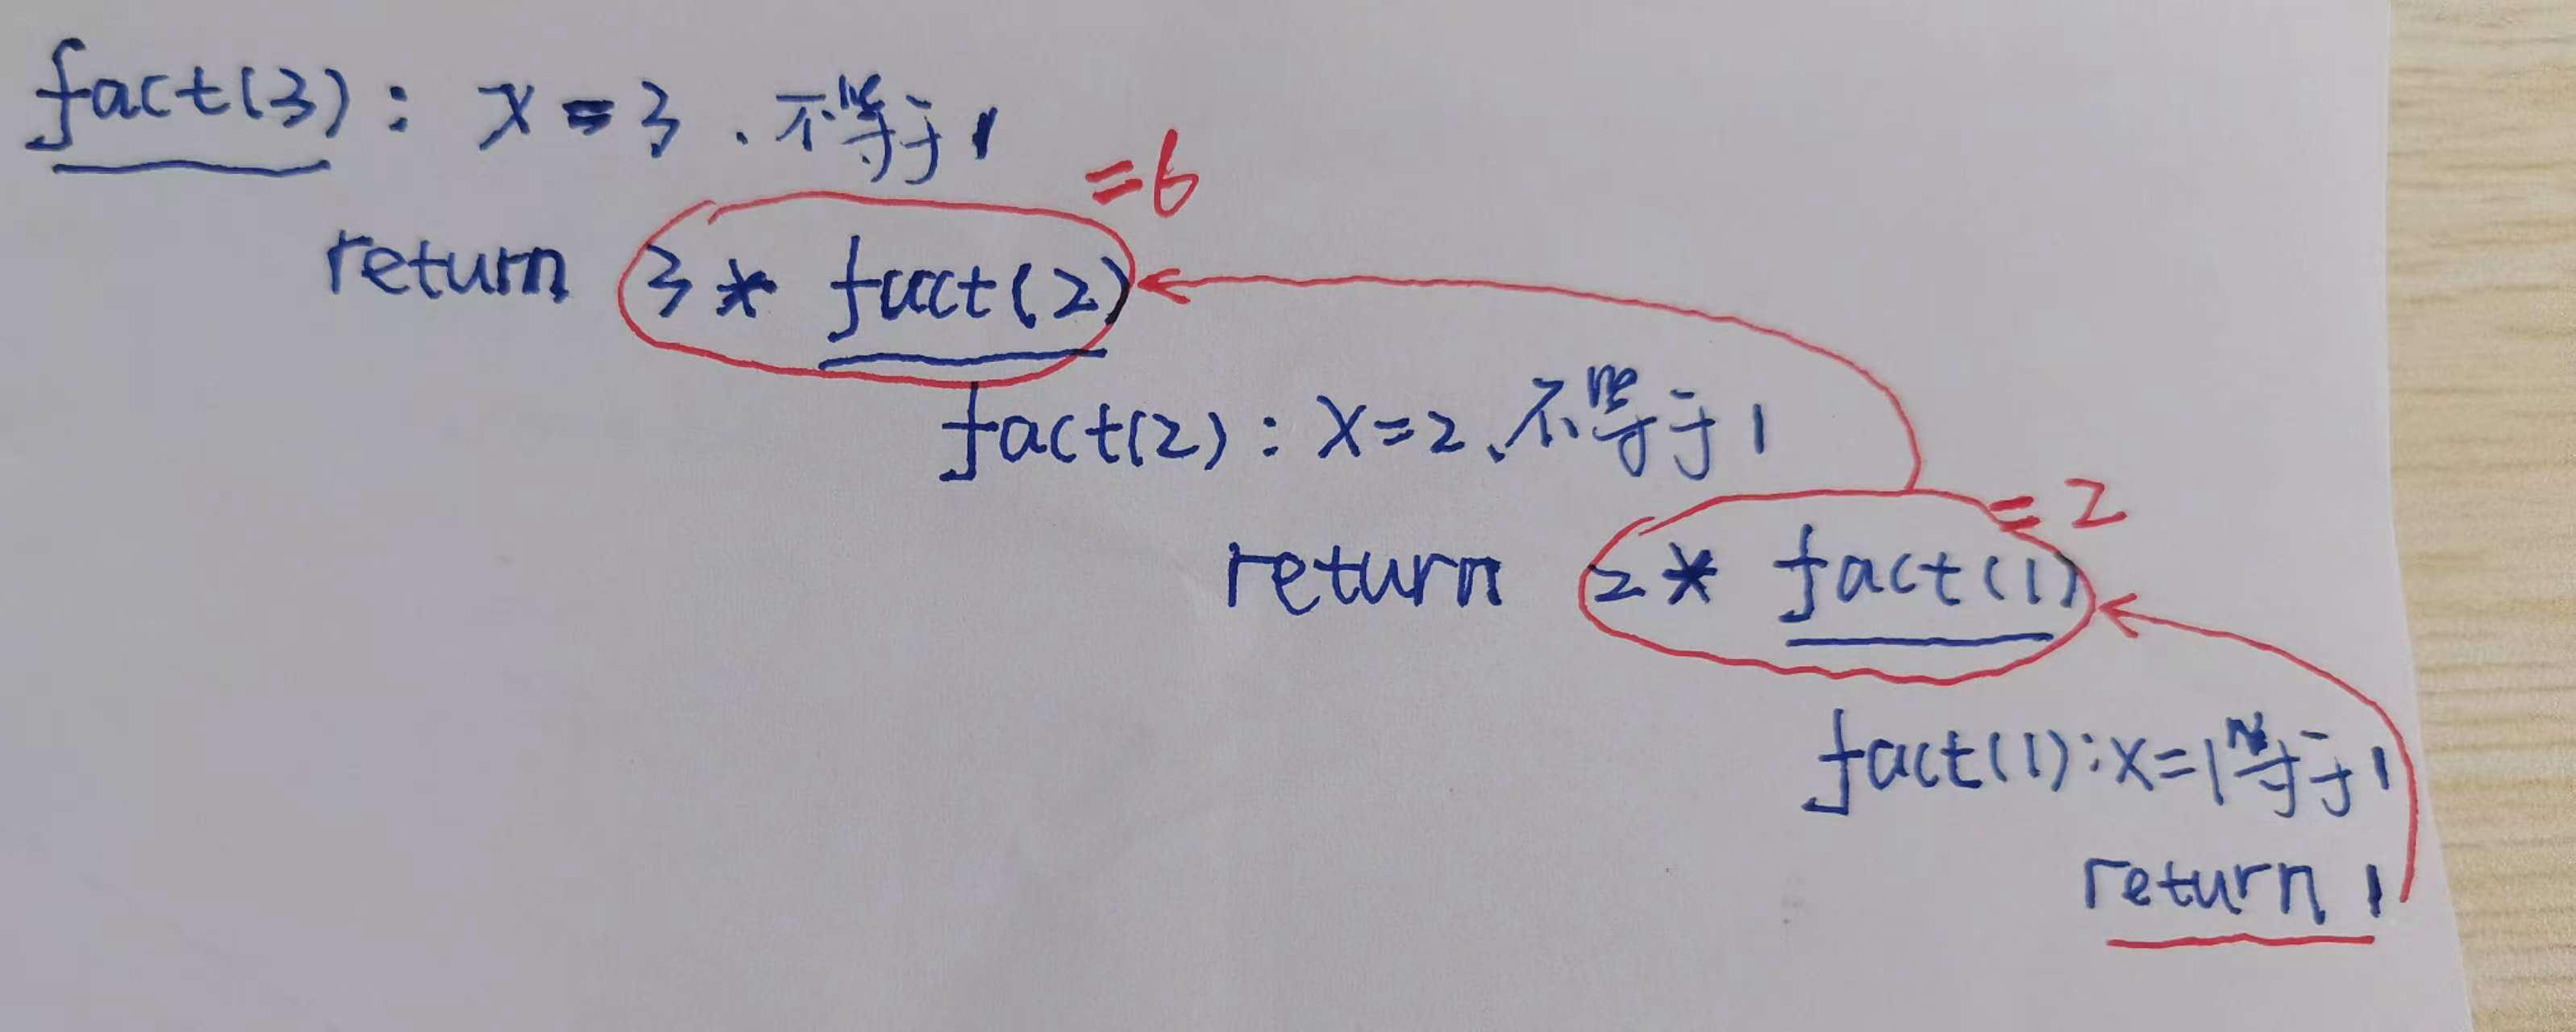 fact(3): x=3、不等于1
=6
return 3 * fact(2)
fact(2): x=2、不等于1
=2
return 2 * fact(1)
fact(1): x=1等于1
return 1